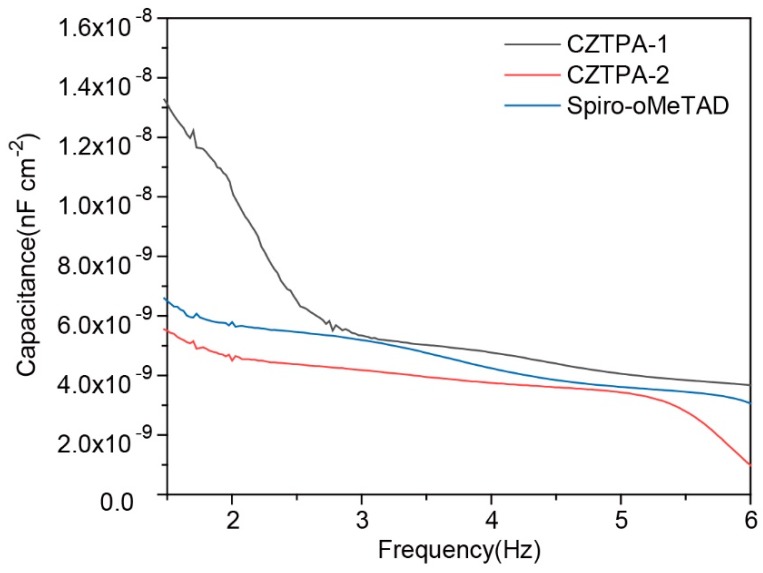 1.6x10⁻⁸
1.4x10⁻⁸
1.2x10⁻⁸
1.0x10⁻⁸
8.0x10⁻⁹
6.0x10⁻⁹
4.0x10⁻⁹
2.0x10⁻⁹
0.0
Capacitance(nF cm⁻²)
CZTPA-1
CZTPA-2
Spiro-oMeTAD
2 3 4 5 6
Frequency(Hz)